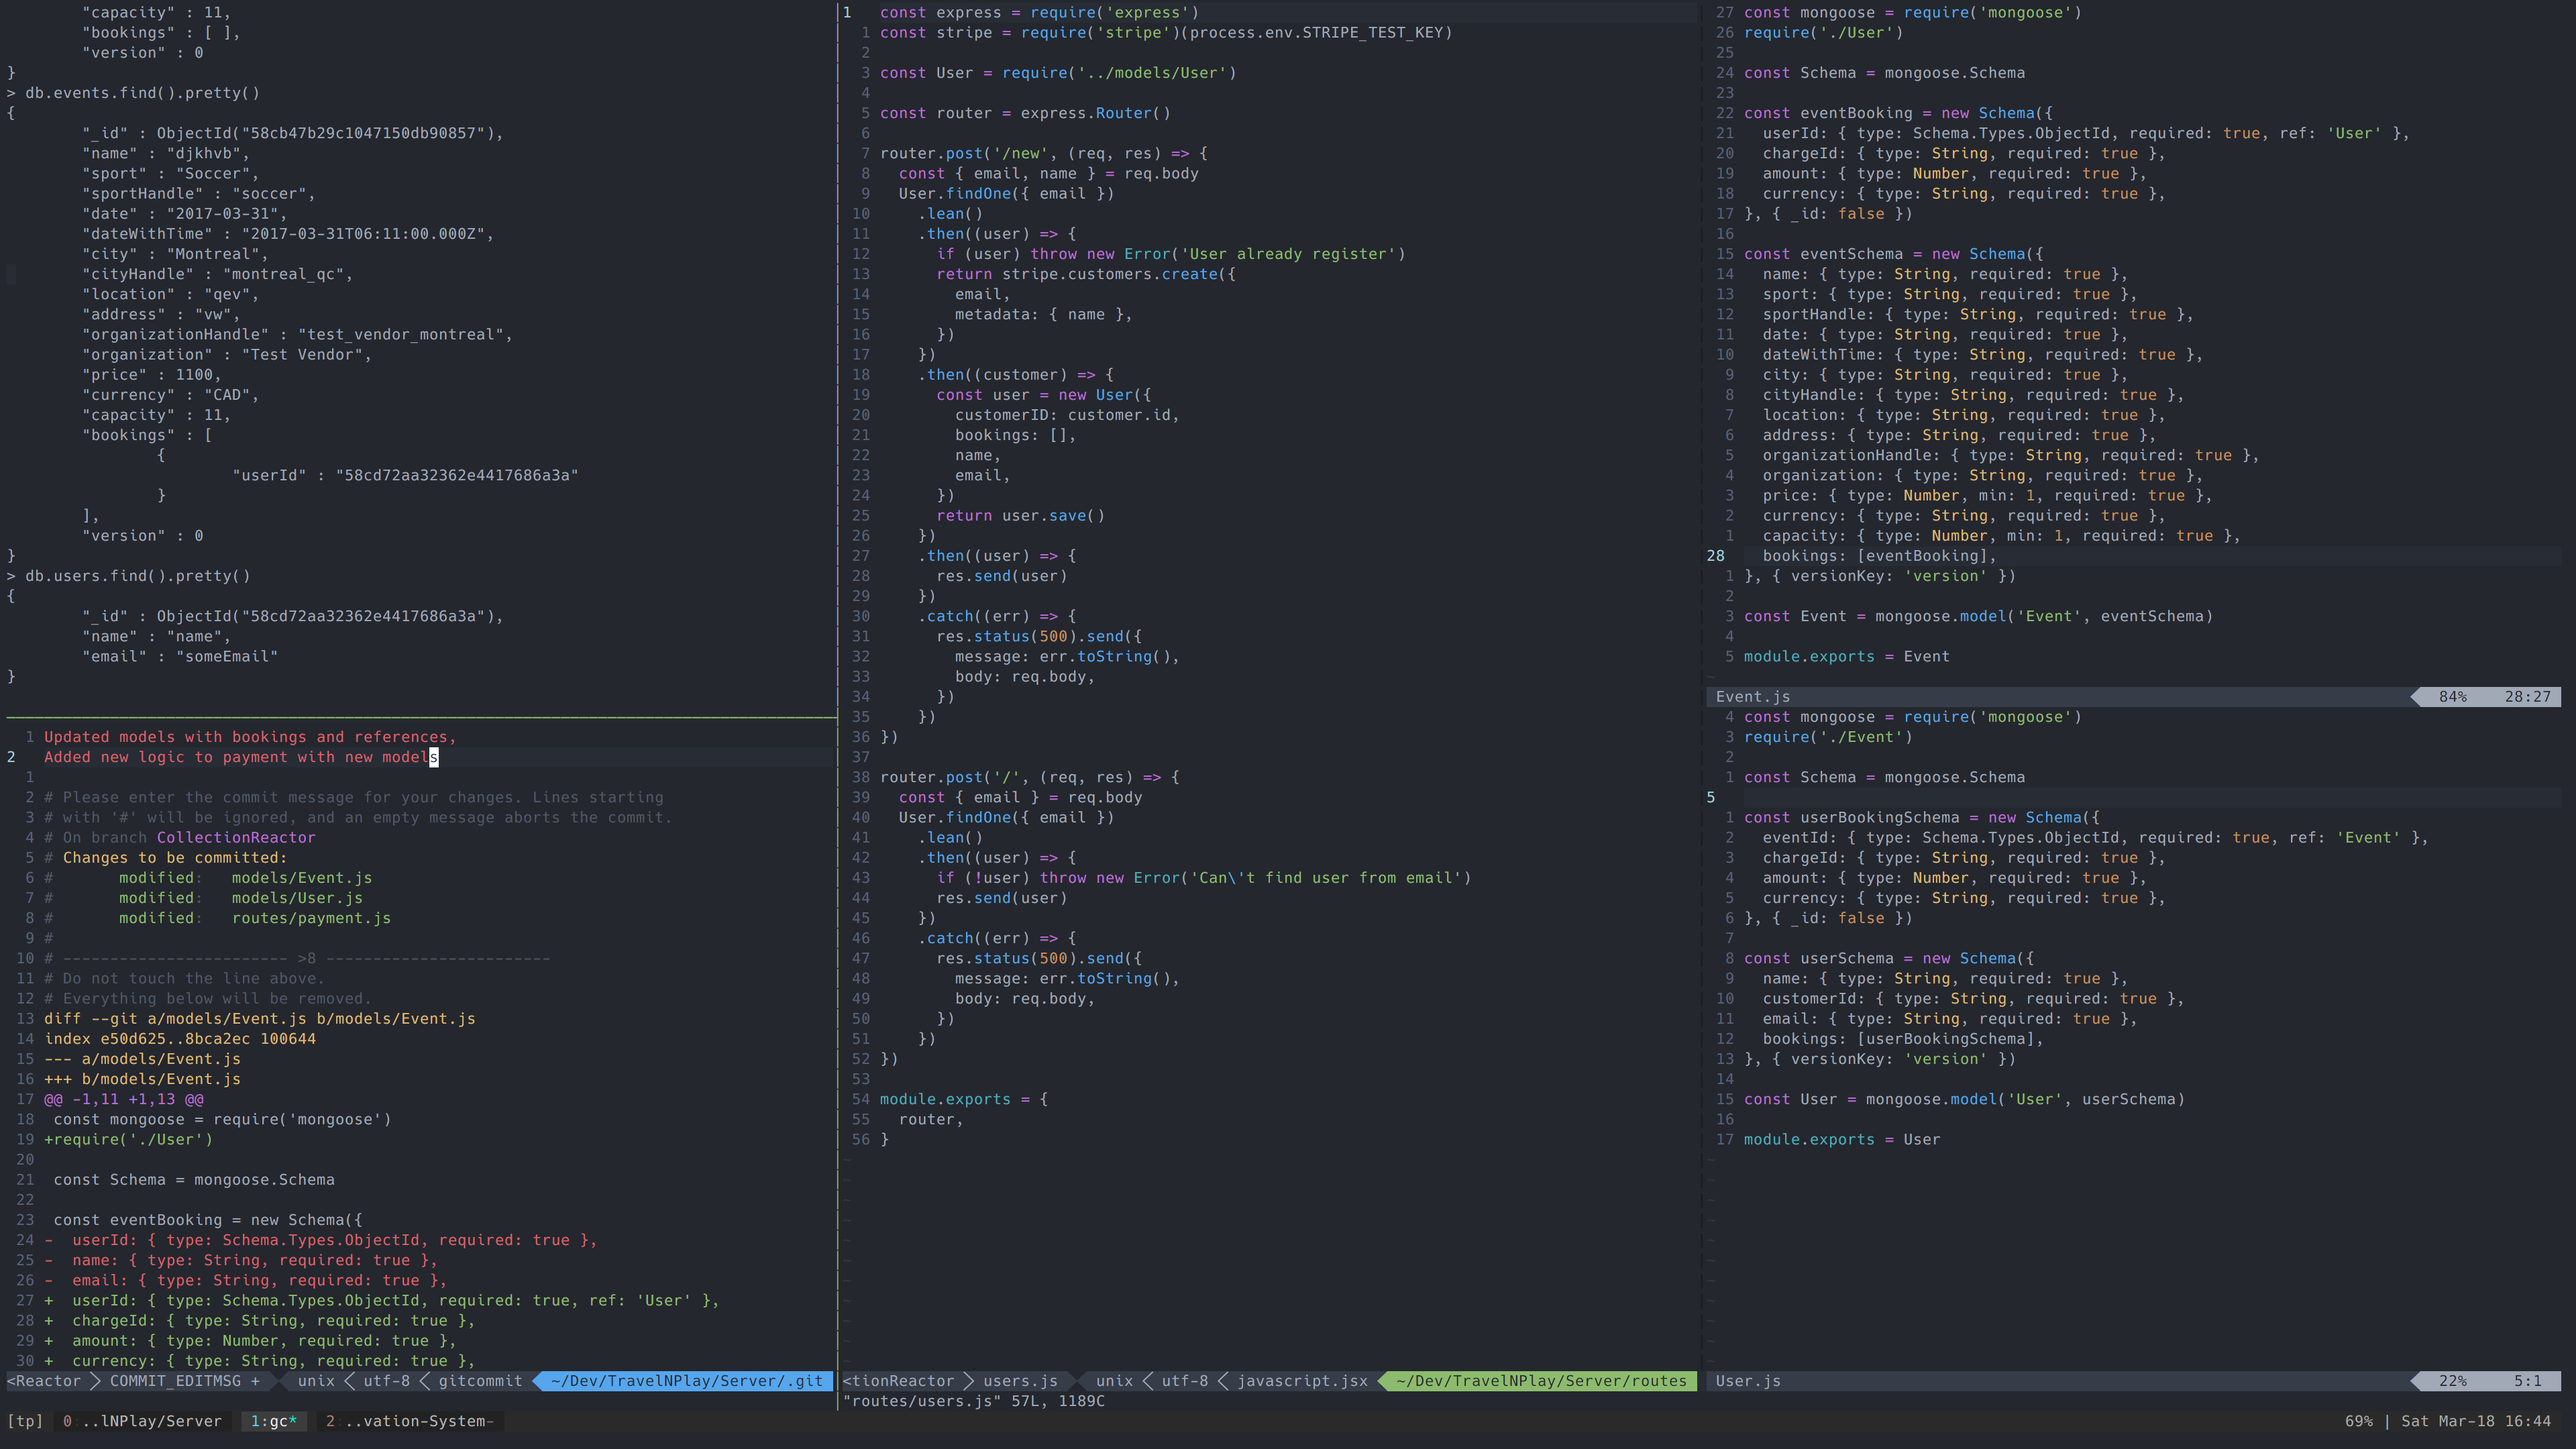 "capacity" : 11,
"bookings" : [ ],
"version" : 0
}
> db.events.find().pretty()
{
"_id" : ObjectId("58cb47b29c1047150db90857"),
"name" : "djkhvb",
"sport" : "Soccer",
"sportHandle" : "soccer",
"date" : "2017-03-31",
"dateWithTime" : "2017-03-31T06:11:00.000Z",
"city" : "Montreal",
"cityHandle" : "montreal_qc",
"location" : "qev",
"address" : "vw",
"organizationHandle" : "test_vendor_montreal",
"organization" : "Test Vendor",
"price" : 1100,
"currency" : "CAD",
"capacity" : 11,
"bookings" : [
{
"userId" : "58cd72aa32362e4417686a3a"
}
],
"version" : 0
}
> db.users.find().pretty()
{
"_id" : ObjectId("58cd72aa32362e4417686a3a"),
"name" : "name",
"email" : "someEmail"
}
1 Updated models with bookings and references,
2 Added new logic to payment with new models
1
2 # Please enter the commit message for your changes. Lines starting
3 # with '#' will be ignored, and an empty message aborts the commit.
4 # On branch CollectionReactor
5 # Changes to be committed:
6 # modified: models/Event.js
7 # modified: models/User.js
8 # modified: routes/payment.js
9 #
10 # ------------------------ >8 ------------------------
11 # Do not touch the line above.
12 # Everything below will be removed.
13 diff --git a/models/Event.js b/models/Event.js
14 index e50d625..8bca2ec 100644
15 --- a/models/Event.js
16 +++ b/models/Event.js
17 @@ -1,11 +1,13 @@
18 const mongoose = require('mongoose')
19 +require('./User')
20
21 const Schema = mongoose.Schema
22
23 const eventBooking = new Schema({
24 - userId: { type: Schema.Types.ObjectId, required: true },
25 - name: { type: String, required: true },
26 - email: { type: String, required: true },
27 + userId: { type: Schema.Types.ObjectId, required: true, ref: 'User' },
28 + chargeId: { type: String, required: true },
29 + amount: { type: Number, required: true },
30 + currency: { type: String, required: true },
<Reactor > COMMIT_EDITMSG + unix < utf-8 < gitcommit ~/Dev/TravelNPlay/Server/.git
1 const express = require('express')
1 const stripe = require('stripe')(process.env.STRIPE_TEST_KEY)
2
3 const User = require('../models/User')
4
5 const router = express.Router()
6
7 router.post('/new', (req, res) => {
8 const { email, name } = req.body
9 User.findOne({ email })
10 .lean()
11 .then((user) => {
12 if (user) throw new Error('User already register')
13 return stripe.customers.create({
14 email,
15 metadata: { name },
16 })
17 })
18 .then((customer) => {
19 const user = new User({
20 customerID: customer.id,
21 bookings: [],
22 name,
23 email,
24 })
25 return user.save()
26 })
27 .then((user) => {
28 res.send(user)
29 })
30 .catch((err) => {
31 res.status(500).send({
32 message: err.toString(),
33 body: req.body,
34 })
35 })
36 })
37
38 router.post('/', (req, res) => {
39 const { email } = req.body
40 User.findOne({ email })
41 .lean()
42 .then((user) => {
43 if (!user) throw new Error('Can\'t find user from email')
44 res.send(user)
45 })
46 .catch((err) => {
47 res.status(500).send({
48 message: err.toString(),
49 body: req.body,
50 })
51 })
52 })
53
54 module.exports = {
55 router,
56 }
<tionReactor > users.js unix < utf-8 < javascript.jsx ~/Dev/TravelNPlay/Server/routes
"routes/users.js" 57L, 1189C
27 const mongoose = require('mongoose')
26 require('./User')
25
24 const Schema = mongoose.Schema
23
22 const eventBooking = new Schema({
21 userId: { type: Schema.Types.ObjectId, required: true, ref: 'User' },
20 chargeId: { type: String, required: true },
19 amount: { type: Number, required: true },
18 currency: { type: String, required: true },
17 }, { _id: false })
16
15 const eventSchema = new Schema({
14 name: { type: String, required: true },
13 sport: { type: String, required: true },
12 sportHandle: { type: String, required: true },
11 date: { type: String, required: true },
10 dateWithTime: { type: String, required: true },
9 city: { type: String, required: true },
8 cityHandle: { type: String, required: true },
7 location: { type: String, required: true },
6 address: { type: String, required: true },
5 organizationHandle: { type: String, required: true },
4 organization: { type: String, required: true },
3 price: { type: Number, min: 1, required: true },
2 currency: { type: String, required: true },
1 capacity: { type: Number, min: 1, required: true },
28 bookings: [eventBooking],
1 }, { versionKey: 'version' })
2
3 const Event = mongoose.model('Event', eventSchema)
4
5 module.exports = Event
~
Event.js 84% 28:27
4 const mongoose = require('mongoose')
3 require('./Event')
2
1 const Schema = mongoose.Schema
5
1 const userBookingSchema = new Schema({
2 eventId: { type: Schema.Types.ObjectId, required: true, ref: 'Event' },
3 chargeId: { type: String, required: true },
4 amount: { type: Number, required: true },
5 currency: { type: String, required: true },
6 }, { _id: false })
7
8 const userSchema = new Schema({
9 name: { type: String, required: true },
10 customerId: { type: String, required: true },
11 email: { type: String, required: true },
12 bookings: [userBookingSchema],
13 }, { versionKey: 'version' })
14
15 const User = mongoose.model('User', userSchema)
16
17 module.exports = User
User.js 22% 5:1
[tp] 0:..lNPlay/Server 1:gc* 2:..vation-System- 69% | Sat Mar-18 16:44